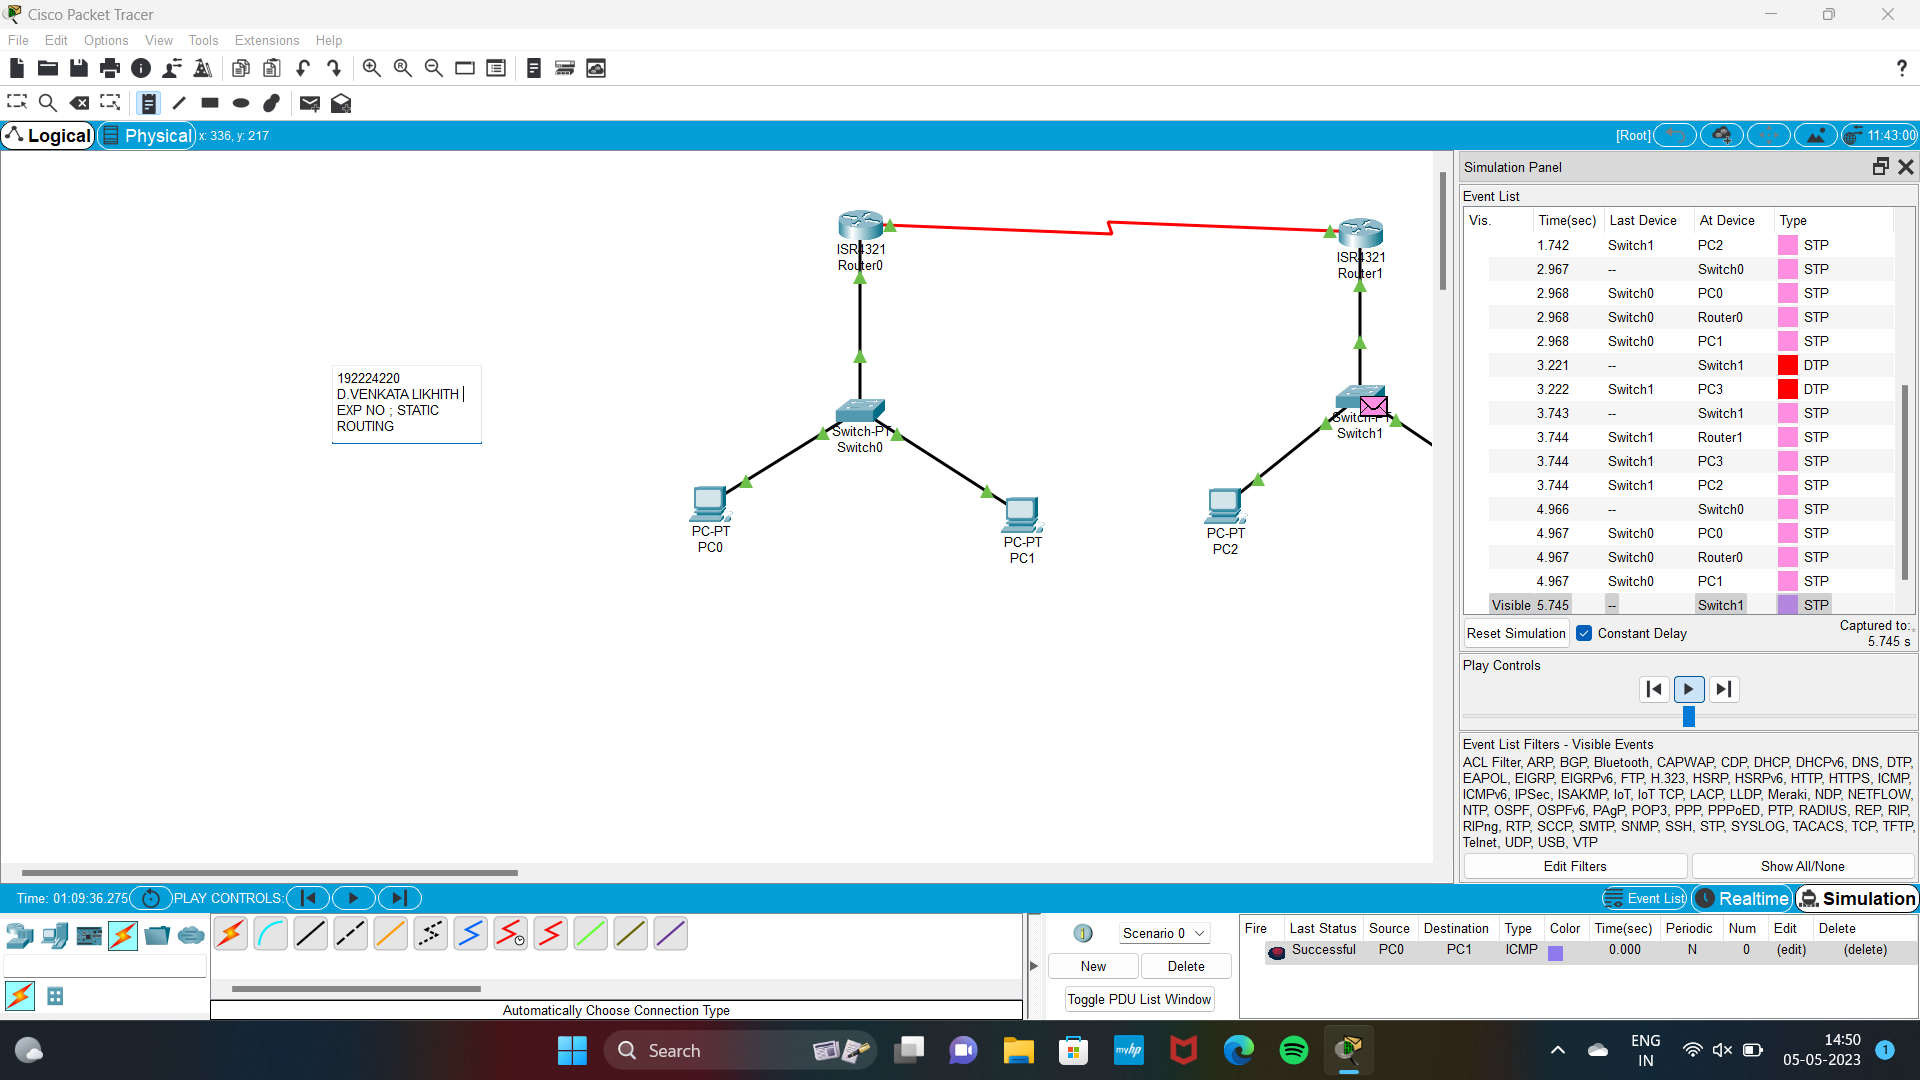 Cisco Packet Tracer
File Edit Options View Tools Extensions Help
Logical Physical x: 336, y: 217
[Root] 11:43:00
192224220
D.VENKATA LIKHITH
EXP NO ; STATIC
ROUTING
ISR4321
Router0
ISR4321
Router1
Switch-PT
Switch0
Switch-PT
Switch1
PC-PT
PC0
PC-PT
PC1
PC-PT
PC2
Simulation Panel
Event List
Vis. Time(sec) Last Device At Device Type
1.742 Switch1 PC2 STP
2.967 -- Switch0 STP
2.968 Switch0 PC0 STP
2.968 Switch0 Router0 STP
2.968 Switch0 PC1 STP
3.221 -- Switch1 DTP
3.222 Switch1 PC3 DTP
3.743 -- Switch1 STP
3.744 Switch1 Router1 STP
3.744 Switch1 PC3 STP
3.744 Switch1 PC2 STP
4.966 -- Switch0 STP
4.967 Switch0 PC0 STP
4.967 Switch0 Router0 STP
4.967 Switch0 PC1 STP
Visible 5.745 -- Switch1 STP
Reset Simulation Constant Delay
Captured to:
5.745 s
Play Controls
Event List Filters - Visible Events
ACL Filter, ARP, BGP, Bluetooth, CAPWAP, CDP, DHCP, DHCPv6, DNS, DTP,
EAPOL, EIGRP, EIGRPv6, FTP, H.323, HSRP, HSRPv6, HTTP, HTTPS, ICMP,
ICMPv6, IPSec, ISAKMP, IoT, IoT TCP, LACP, LLDP, Meraki, NDP, NETFLOW,
NTP, OSPF, OSPFv6, PAgP, POP3, PPP, PPPoED, PTP, RADIUS, REP, RIP,
RIPng, RTP, SCCP, SMTP, SNMP, SSH, STP, SYSLOG, TACACS, TCP, TFTP,
Telnet, UDP, USB, VTP
Edit Filters Show All/None
Time: 01:09:36.275 PLAY CONTROLS:
Event List Realtime Simulation
Automatically Choose Connection Type
1 Scenario 0
New Delete
Toggle PDU List Window
Fire Last Status Source Destination Type Color Time(sec) Periodic Num Edit Delete
Successful PC0 PC1 ICMP 0.000 N 0 (edit) (delete)
Search
myhp
ENG
IN
14:50
05-05-2023
1